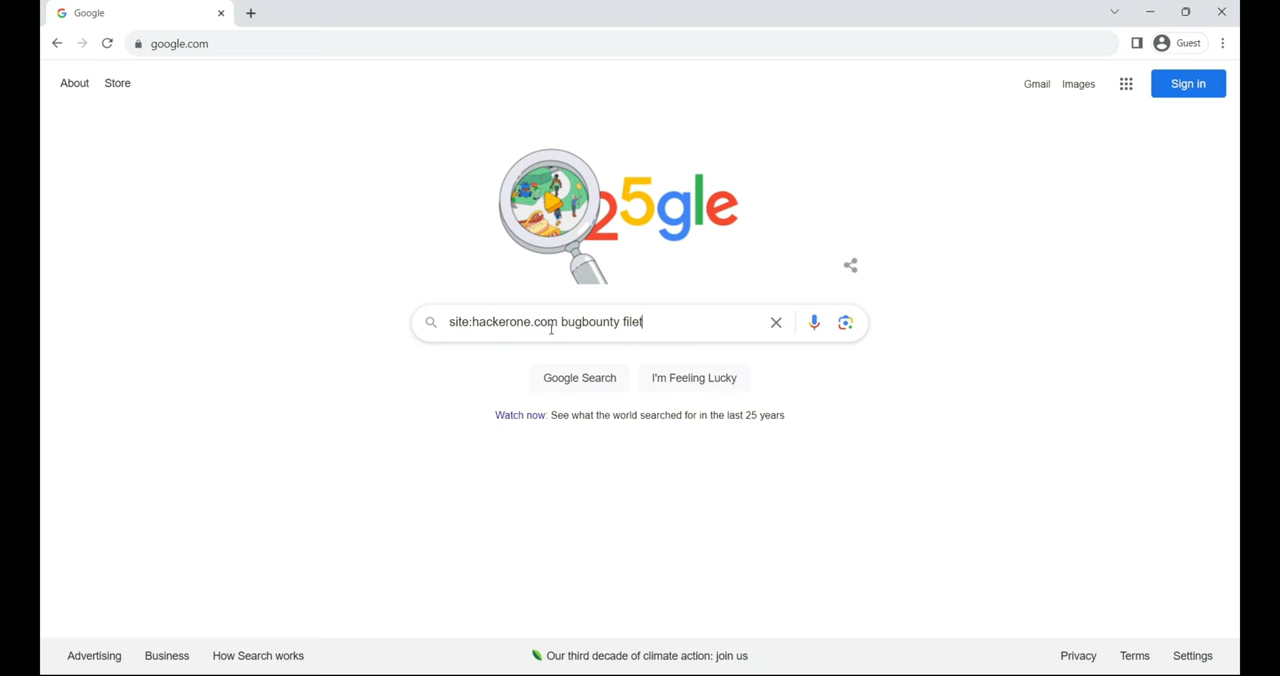 Google
google.com
Guest
About Store
Gmail Images Sign in
25gle
site:hackerone.com bugbounty filet
Google Search I'm Feeling Lucky
Watch now: See what the world searched for in the last 25 years
Advertising Business How Search works
Our third decade of climate action: join us
Privacy Terms Settings